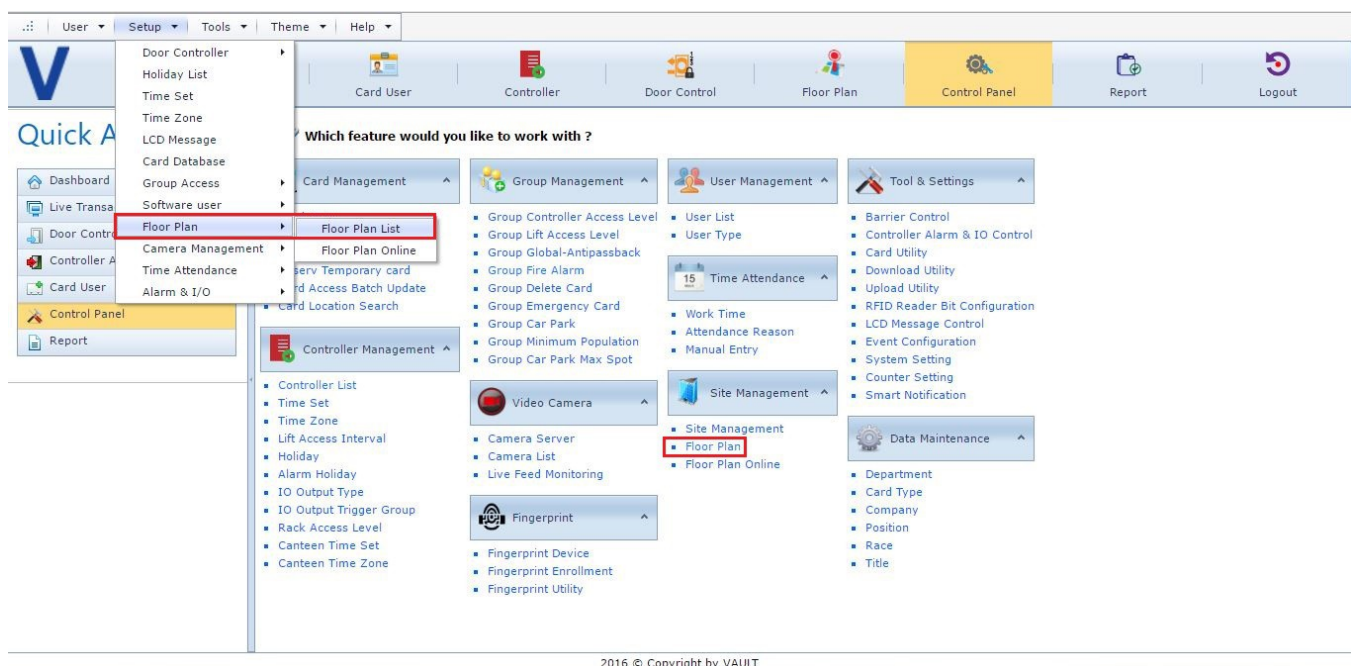 User Setup Tools Theme Help
V
Card User Controller Door Control Floor Plan Control Panel Report Logout
Door Controller
Holiday List
Time Set
Time Zone
LCD Message
Card Database
Group Access
Software user
Floor Plan
Camera Management
Time Attendance
Alarm & I/O
Floor Plan List
Floor Plan Online
Quick A
Dashboard
Live Transa
Door Contro
Controller A
Card User
Control Panel
Report
Which feature would you like to work with ?
Card Management
serv Temporary card
rd Access Batch Update
Card Location Search
Controller Management
Controller List
Time Set
Time Zone
Lift Access Interval
Holiday
Alarm Holiday
IO Output Type
IO Output Trigger Group
Rack Access Level
Canteen Time Set
Canteen Time Zone
Group Management
Group Controller Access Level
Group Lift Access Level
Group Global-Antipassback
Group Fire Alarm
Group Delete Card
Group Emergency Card
Group Car Park
Group Minimum Population
Group Car Park Max Spot
Video Camera
Camera Server
Camera List
Live Feed Monitoring
Fingerprint
Fingerprint Device
Fingerprint Enrollment
Fingerprint Utility
User Management
User List
User Type
15
Time Attendance
Work Time
Attendance Reason
Manual Entry
Site Management
Site Management
Floor Plan
Floor Plan Online
Tool & Settings
Barrier Control
Controller Alarm & IO Control
Card Utility
Download Utility
Upload Utility
RFID Reader Bit Configuration
LCD Message Control
Event Configuration
System Setting
Counter Setting
Smart Notification
Data Maintenance
Department
Card Type
Company
Position
Race
Title
2016 © Copyright by VAULT